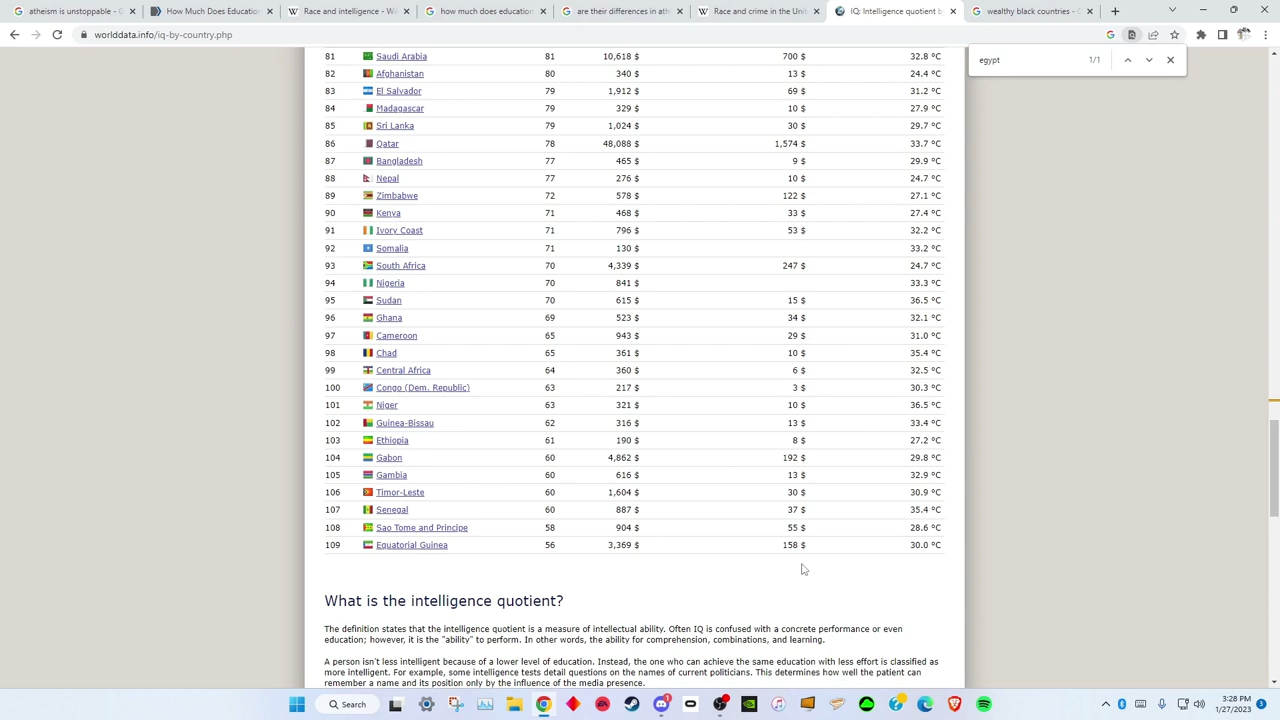 atheism is unstoppable - G
How Much Does Education
Race and intelligence - Wi
how much does education
are their differences in ath
Race and crime in the Unit
IQ: Intelligence quotient b
wealthy black countries - G
worlddata.info/iq-by-country.php
egypt 1/1
81 Saudi Arabia 81 10,618 $ 700 $ 32.8 °C
82 Afghanistan 80 340 $ 13 $ 24.4 °C
83 El Salvador 79 1,912 $ 69 $ 31.2 °C
84 Madagascar 79 329 $ 10 $ 27.9 °C
85 Sri Lanka 79 1,024 $ 30 $ 29.7 °C
86 Qatar 78 48,088 $ 1,574 $ 33.7 °C
87 Bangladesh 77 465 $ 9 $ 29.9 °C
88 Nepal 77 276 $ 10 $ 24.7 °C
89 Zimbabwe 72 578 $ 122 $ 27.1 °C
90 Kenya 71 468 $ 33 $ 27.4 °C
91 Ivory Coast 71 796 $ 53 $ 32.2 °C
92 Somalia 71 130 $ 33.2 °C
93 South Africa 70 4,339 $ 247 $ 24.7 °C
94 Nigeria 70 841 $ 33.3 °C
95 Sudan 70 615 $ 15 $ 36.5 °C
96 Ghana 69 523 $ 34 $ 32.1 °C
97 Cameroon 65 943 $ 29 $ 31.0 °C
98 Chad 65 361 $ 10 $ 35.4 °C
99 Central Africa 64 360 $ 6 $ 32.5 °C
100 Congo (Dem. Republic) 63 217 $ 3 $ 30.3 °C
101 Niger 63 321 $ 10 $ 36.5 °C
102 Guinea-Bissau 62 316 $ 13 $ 33.4 °C
103 Ethiopia 61 190 $ 8 $ 27.2 °C
104 Gabon 60 4,862 $ 192 $ 29.8 °C
105 Gambia 60 616 $ 13 $ 32.9 °C
106 Timor-Leste 60 1,604 $ 30 $ 30.9 °C
107 Senegal 60 887 $ 37 $ 35.4 °C
108 Sao Tome and Principe 58 904 $ 55 $ 28.6 °C
109 Equatorial Guinea 56 3,369 $ 158 $ 30.0 °C
What is the intelligence quotient?
The definition states that the intelligence quotient is a measure of intellectual ability. Often IQ is confused with a concrete performance or even
education; however, it is the "ability" to perform. In other words, the ability for comprehension, combinations, and learning.
A person isn't less intelligent because of a lower level of education. Instead, the one who can achieve the same education with less effort is classified as
more intelligent. For example, some intelligence tests detail questions on the names of current politicians. This determines how well the patient can
remember a name and its position only by the influence of the media presence.
Search
3:28 PM
1/27/2023